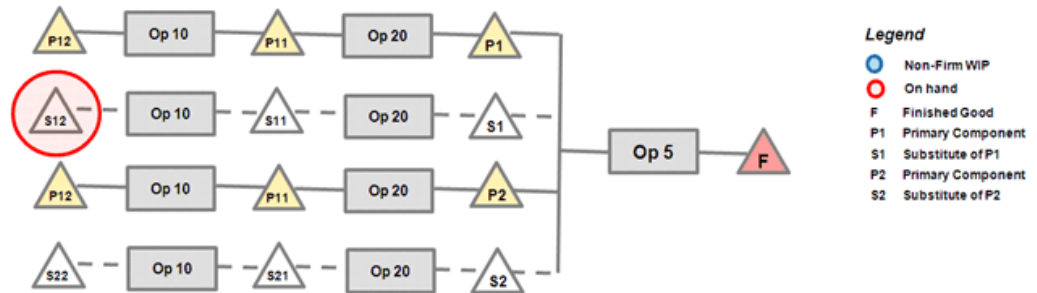 P12 Op 10 P11 Op 20 P1
S12 Op 10 S11 Op 20 S1
Op 5 F
P12 Op 10 P11 Op 20 P2
S22 Op 10 S21 Op 20 S2
Legend
Non-Firm WIP
On hand
F Finished Good
P1 Primary Component
S1 Substitute of P1
P2 Primary Component
S2 Substitute of P2